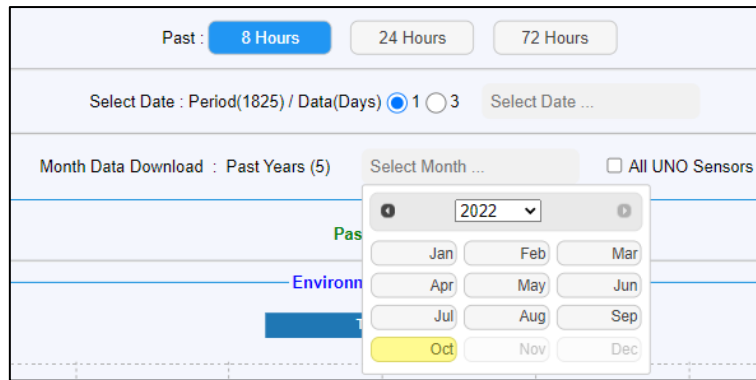 Past : 8 Hours 24 Hours 72 Hours
Select Date : Period(1825) / Data(Days) 1 3 Select Date ...
Month Data Download : Past Years (5) Select Month ... All UNO Sensors
2022
Pas
Jan Feb Mar
Environ
Apr May Jun
Jul Aug Sep
Oct Nov Dec